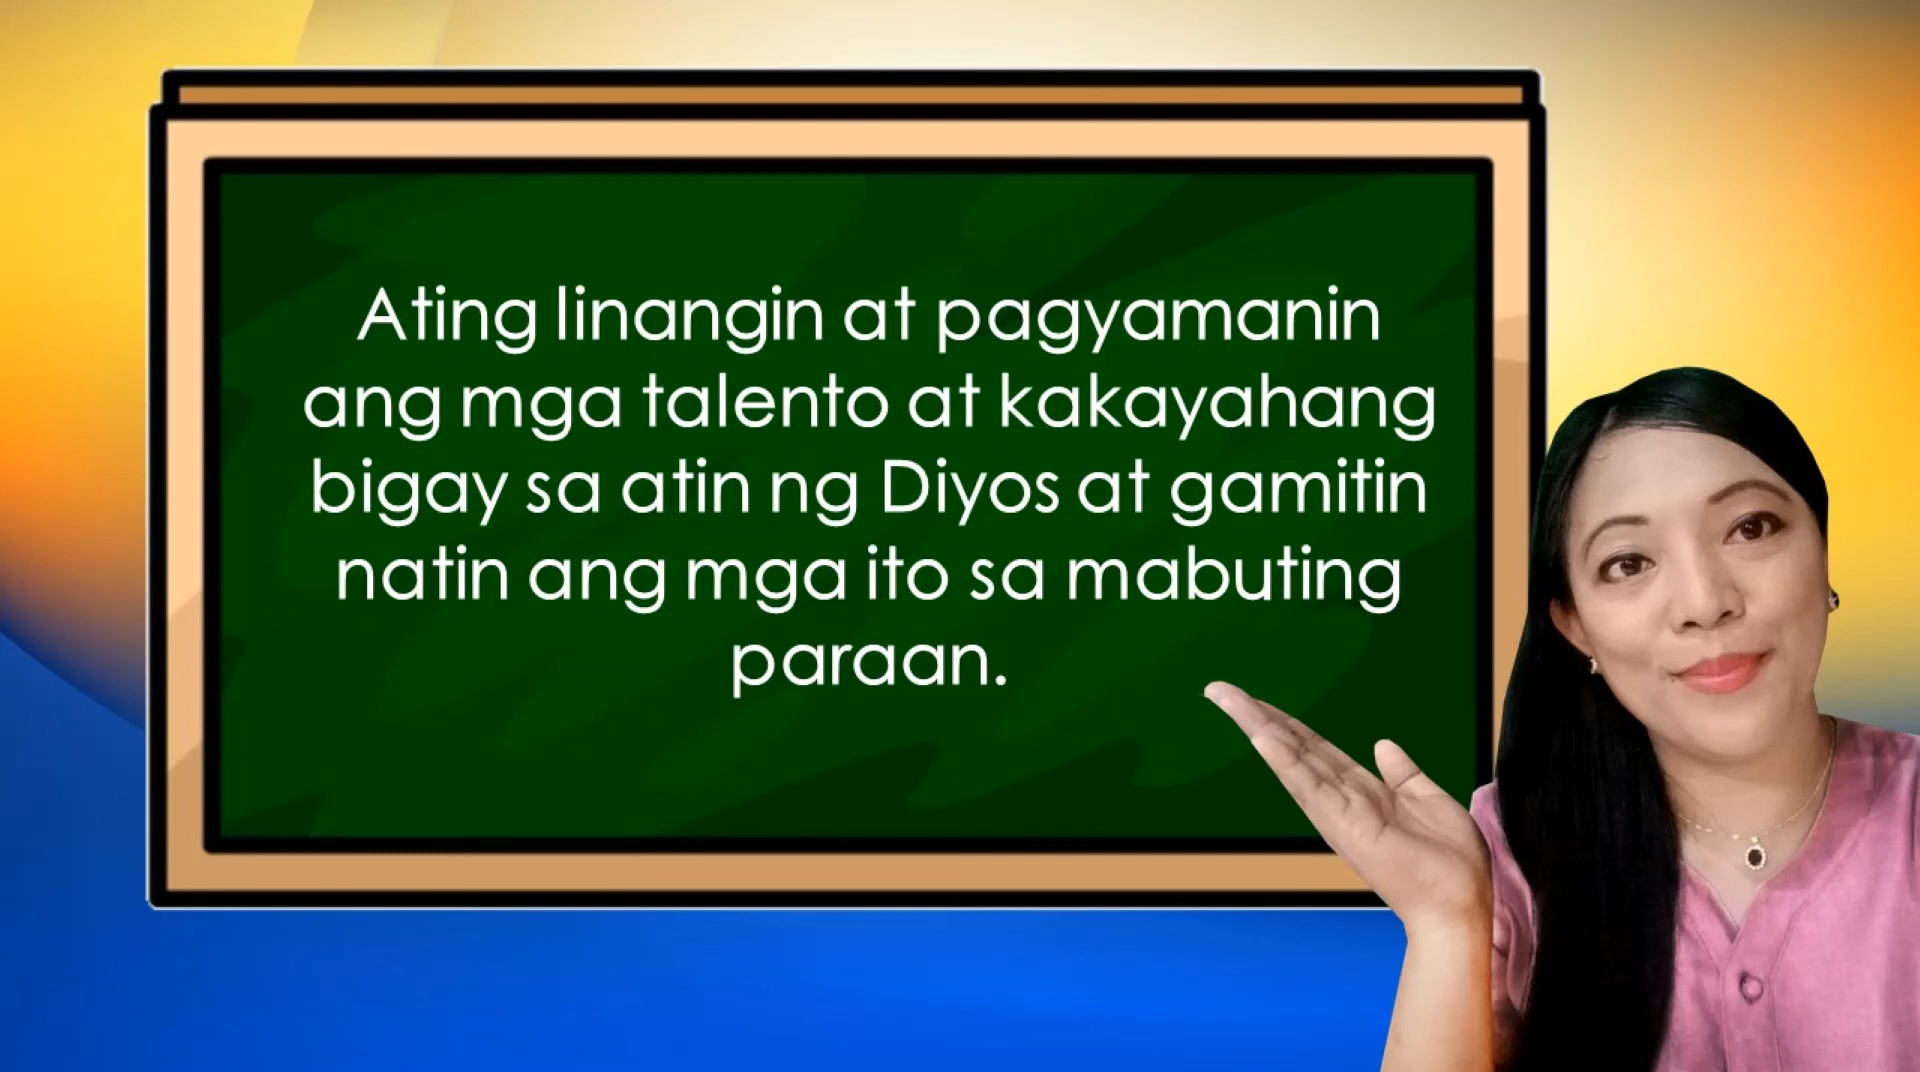 Ating linangin at pagyamanin
ang mga talento at kakayahang
bigay sa atin ng Diyos at gamitin
natin ang mga ito sa mabuting
paraan.